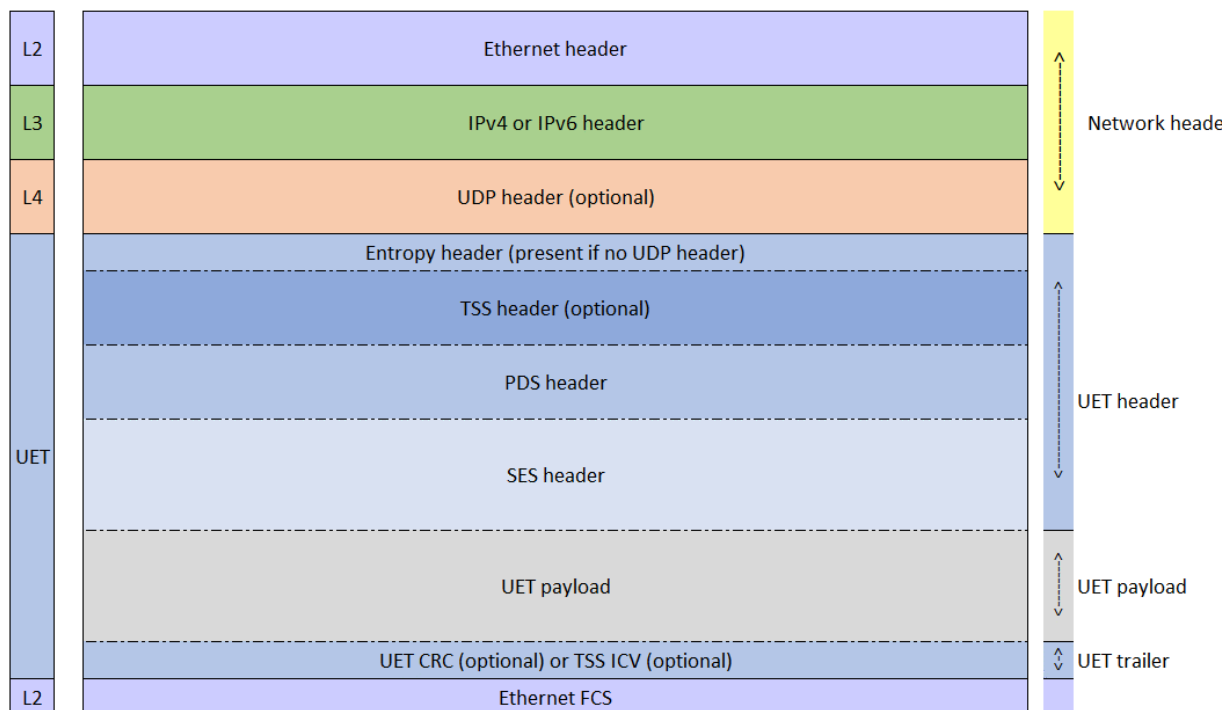 L2
Ethernet header
L3
IPv4 or IPv6 header
Network heade
L4
UDP header (optional)
Entropy header (present if no UDP header)
TSS header (optional)
PDS header
UET header
UET
SES header
UET payload
UET payload
UET CRC (optional) or TSS ICV (optional)
UET trailer
L2
Ethernet FCS